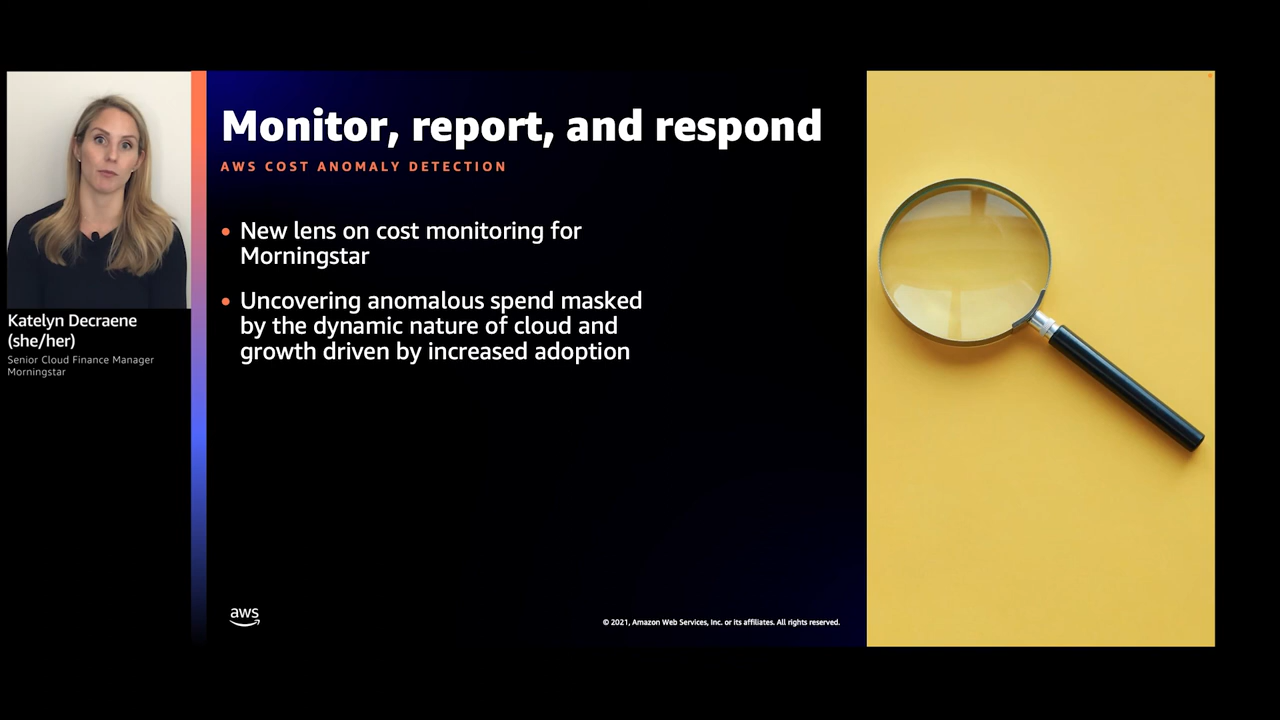 Monitor, report, and respond
AWS COST ANOMALY DETECTION
• New lens on cost monitoring for
Morningstar
• Uncovering anomalous spend masked
by the dynamic nature of cloud and
growth driven by increased adoption
Katelyn Decraene
(she/her)
Senior Cloud Finance Manager
Morningstar
aws
© 2021, Amazon Web Services, Inc. or its affiliates. All rights reserved.